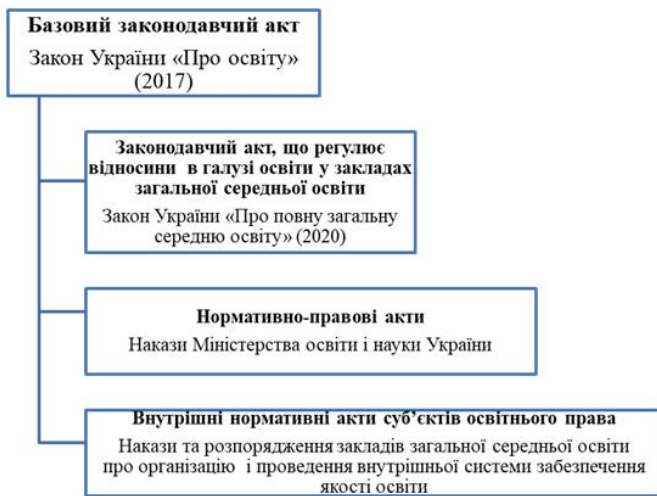 Базовий законодавчий акт
Закон України «Про освіту»
(2017)
Законодавчий акт, що регулює
відносини в галузі освіти у закладах
загальної середньої освіти
Закон України «Про повну загальну
середню освіту» (2020)
Нормативно-правові акти
Накази Міністерства освіти і науки України
Внутрішні нормативні акти суб’єктів освітнього права
Накази та розпорядження закладів загальної середньої освіти
про організацію і проведення внутрішньої системи забезпечення
якості освіти